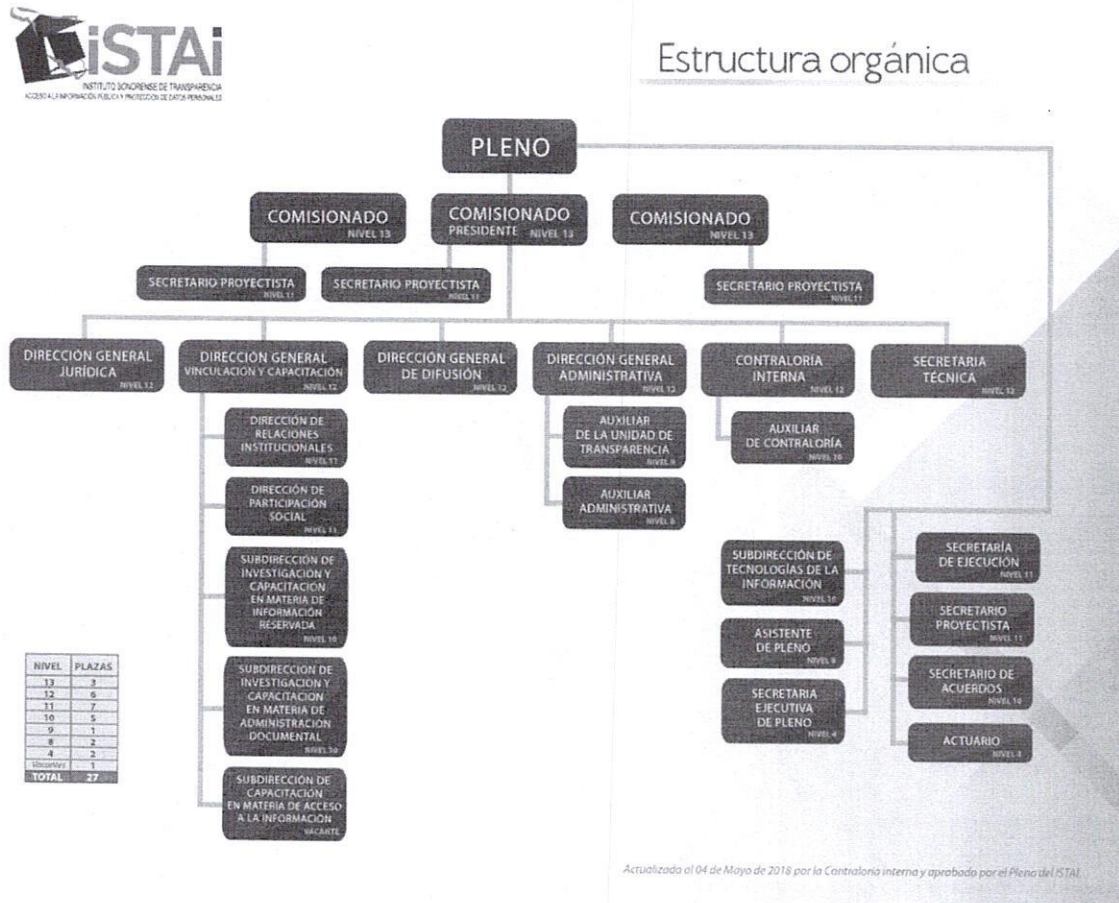 iSTAi
INSTITUTO SONORENSE DE TRANSPARENCIA
ACCESO A LA INFORMACIÓN PÚBLICA Y PROTECCIÓN DE DATOS PERSONALES
Estructura orgánica
PLENO
COMISIONADO
NIVEL 13
COMISIONADO
PRESIDENTE NIVEL 13
COMISIONADO
NIVEL 13
SECRETARIO PROYECTISTA
NIVEL 11
SECRETARIO PROYECTISTA
NIVEL 11
SECRETARIO PROYECTISTA
NIVEL 11
DIRECCIÓN GENERAL
JURÍDICA
NIVEL 12
DIRECCIÓN GENERAL
VINCULACIÓN Y CAPACITACIÓN
NIVEL 12
DIRECCIÓN GENERAL
DE DIFUSIÓN
NIVEL 12
DIRECCIÓN GENERAL
ADMINISTRATIVA
NIVEL 12
CONTRALORÍA
INTERNA
NIVEL 12
SECRETARIA
TÉCNICA
NIVEL 12
DIRECCIÓN DE
RELACIONES
INSTITUCIONALES
NIVEL 11
DIRECCIÓN DE
PARTICIPACIÓN
SOCIAL
NIVEL 11
SUBDIRECCIÓN DE
INVESTIGACIÓN Y
CAPACITACIÓN
EN MATERIA DE
INFORMACIÓN
RESERVADA
NIVEL 10
SUBDIRECCIÓN DE
INVESTIGACIÓN Y
CAPACITACIÓN
EN MATERIA DE
ADMINISTRACIÓN
DOCUMENTAL
NIVEL 10
SUBDIRECCIÓN DE
CAPACITACIÓN
EN MATERIA DE ACCESO
A LA INFORMACIÓN
VACANTE
AUXILIAR
DE LA UNIDAD DE
TRANSPARENCIA
NIVEL 9
AUXILIAR
ADMINISTRATIVA
NIVEL 8
AUXILIAR
DE CONTRALORÍA
NIVEL 10
SUBDIRECCIÓN DE
TECNOLOGÍAS DE LA
INFORMACIÓN
NIVEL 10
ASISTENTE
DE PLENO
NIVEL 8
SECRETARIA
EJECUTIVA
DE PLENO
NIVEL 4
SECRETARÍA
DE EJECUCIÓN
NIVEL 11
SECRETARIO
PROYECTISTA
NIVEL 11
SECRETARIO DE
ACUERDOS
NIVEL 10
ACTUARIO
NIVEL 4
NIVEL PLAZAS
13 3
12 6
11 7
10 5
9 1
8 2
4 2
Vacantes 1
TOTAL 27
Actualizada al 04 de Mayo de 2018 por la Contraloría interna y aprobado por el Pleno del ISTAI.